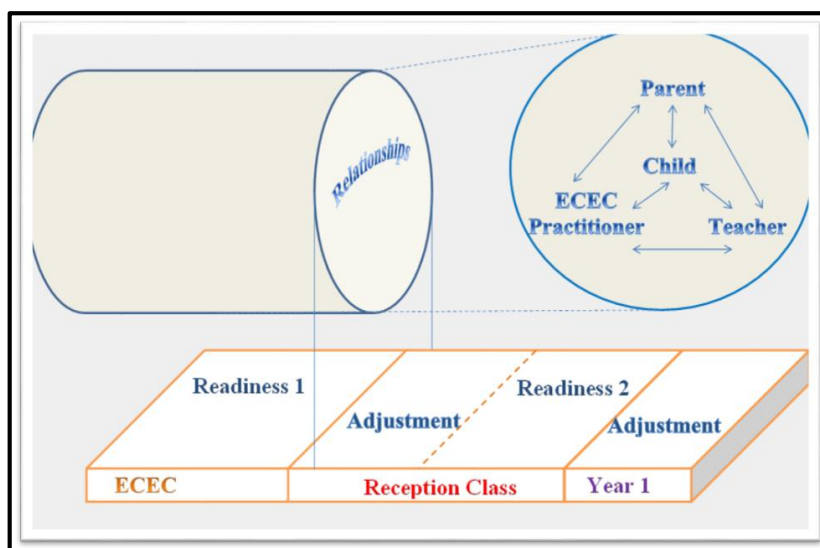 Relationships
Parent
Child
ECEC
Practitioner
Teacher
Readiness 1
Adjustment
Readiness 2
Adjustment
ECEC
Reception Class
Year 1